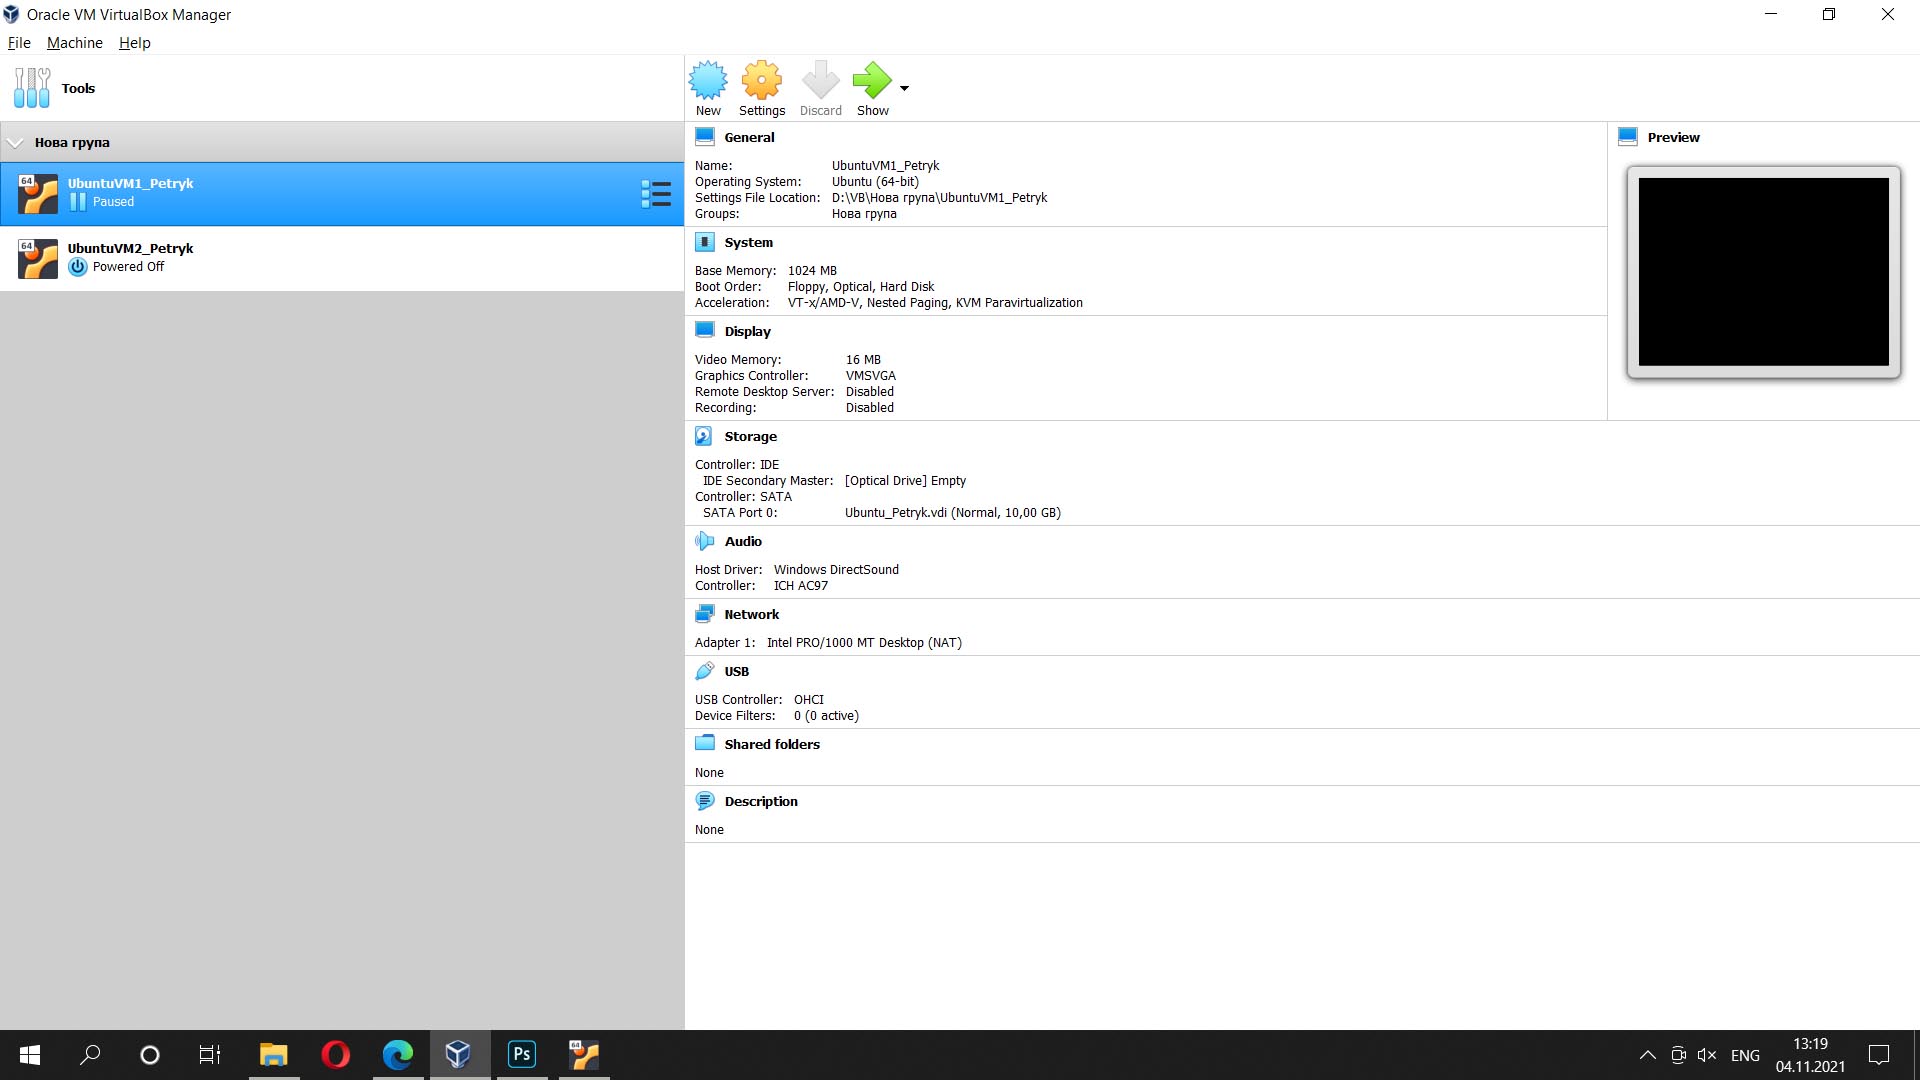 Oracle VM VirtualBox Manager
File Machine Help
Tools
New Settings Discard Show
Нова група
64 UbuntuVM1_Petryk
Paused
64 UbuntuVM2_Petryk
Powered Off
General
Name: UbuntuVM1_Petryk
Operating System: Ubuntu (64-bit)
Settings File Location: D:\VB\Нова група\UbuntuVM1_Petryk
Groups: Нова група
Preview
System
Base Memory: 1024 MB
Boot Order: Floppy, Optical, Hard Disk
Acceleration: VT-x/AMD-V, Nested Paging, KVM Paravirtualization
Display
Video Memory: 16 MB
Graphics Controller: VMSVGA
Remote Desktop Server: Disabled
Recording: Disabled
Storage
Controller: IDE
IDE Secondary Master: [Optical Drive] Empty
Controller: SATA
SATA Port 0: Ubuntu_Petryk.vdi (Normal, 10,00 GB)
Audio
Host Driver: Windows DirectSound
Controller: ICH AC97
Network
Adapter 1: Intel PRO/1000 MT Desktop (NAT)
USB
USB Controller: OHCI
Device Filters: 0 (0 active)
Shared folders
None
Description
None
Ps 64 ENG 13:19
04.11.2021